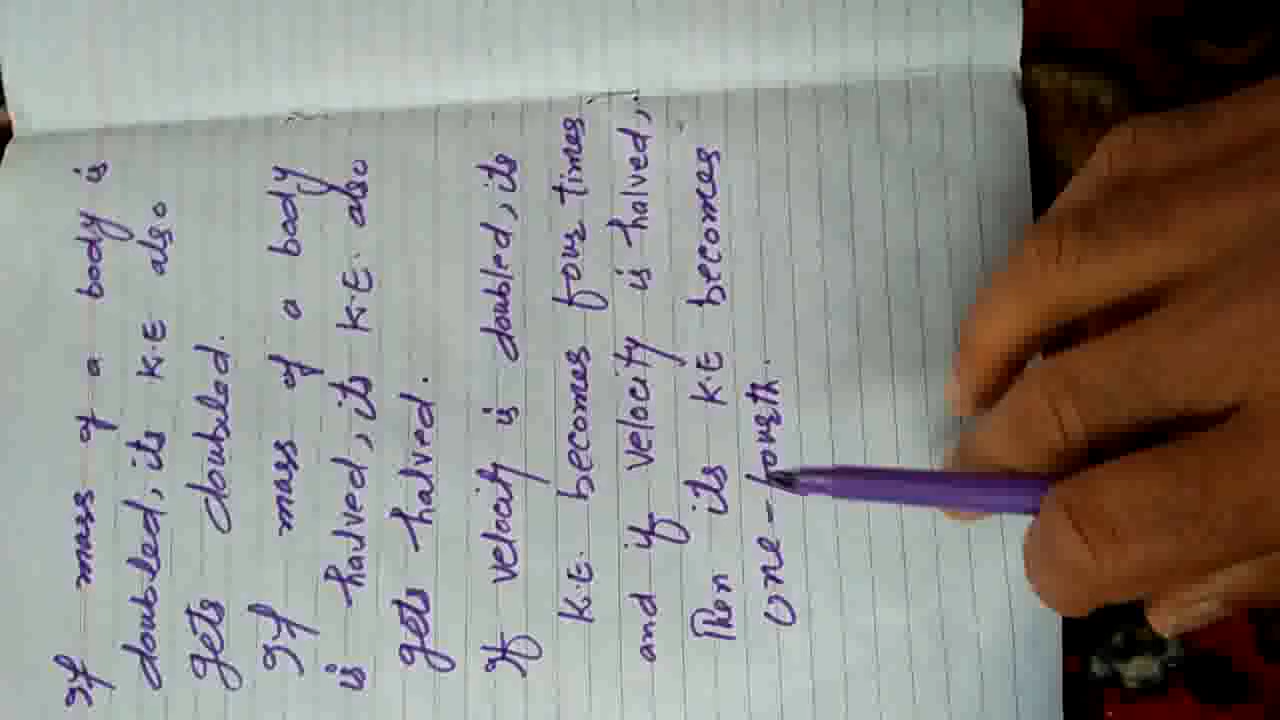 If mass of a body is
doubled, its K.E also
gets doubled.
If mass of a body
is halved, its K.E. also
gets halved.
If velocity is doubled, its
K.E. becomes four times
and if velocity is halved,
Then its K.E becomes
one-fourth.